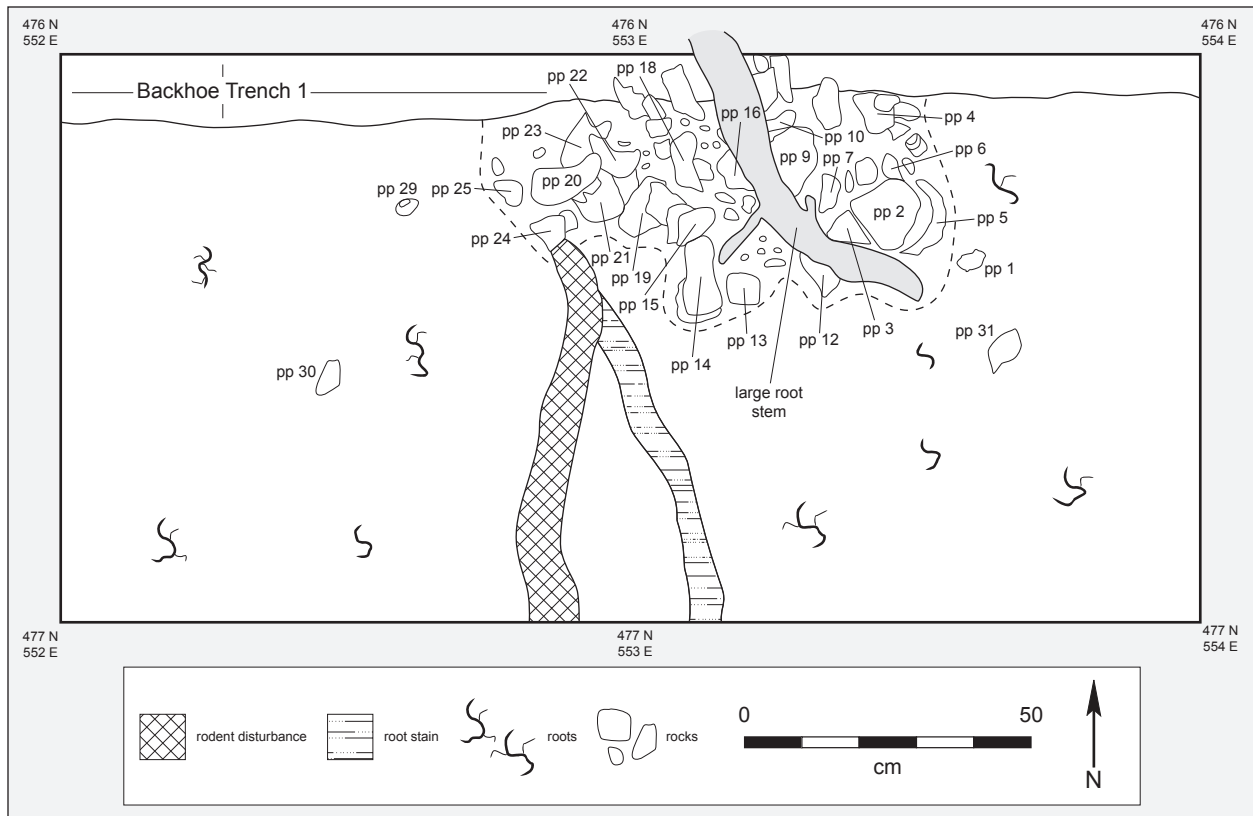 476 N
552 E
476 N
553 E
476 N
554 E
Backhoe Trench 1
pp 22
pp 18
pp 16
pp 4
pp 23
pp 10
pp 6
pp 9
pp 7
pp 29
pp 25
pp 20
pp 2
pp 5
pp 24
pp 21
pp 19
pp 15
pp 1
pp 14
pp 13
pp 12
pp 3
pp 31
pp 30
large root
stem
477 N
552 E
477 N
553 E
477 N
554 E
rodent disturbance
root stain
roots
rocks
0
50
cm
N